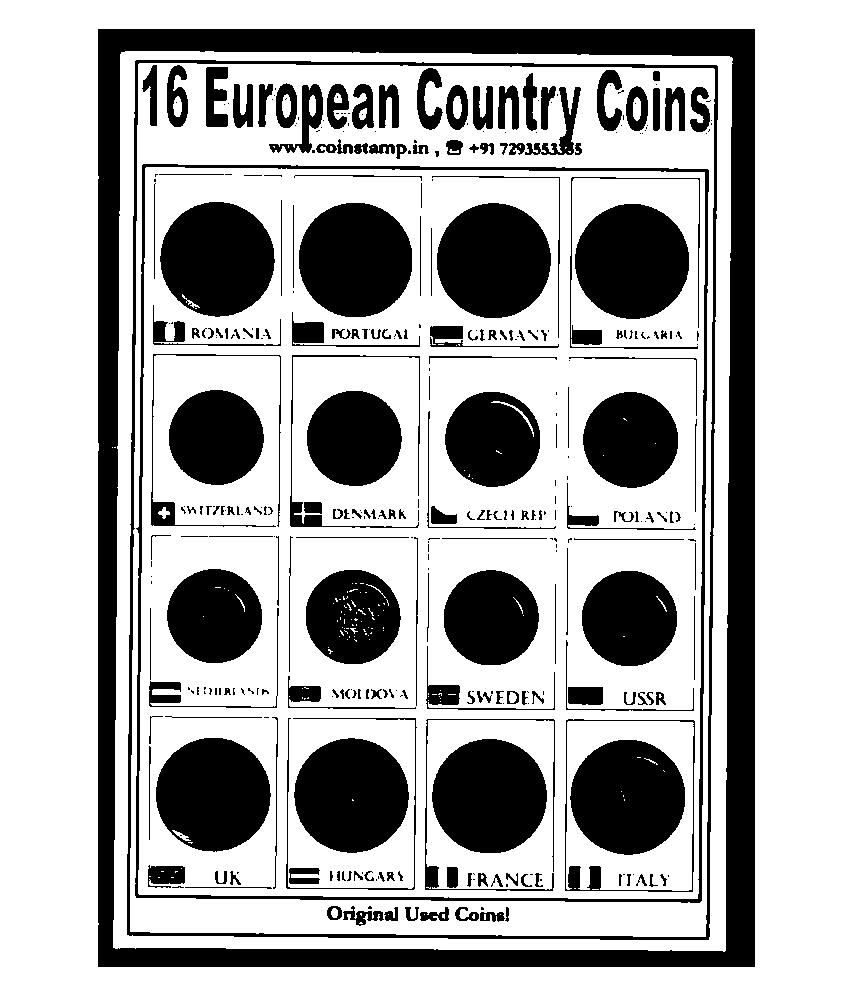 16 European Country Coins
www.coinstamp.in , ☎ +91 7293553385
ROMANIA PORTUGAL GERMANY BULGARIA
SWITZERLAND DENMARK CZECH REP POLAND
NETHERLANDS MOLDOVA SWEDEN USSR
UK HUNGARY FRANCE ITALY
Original Used Coins!